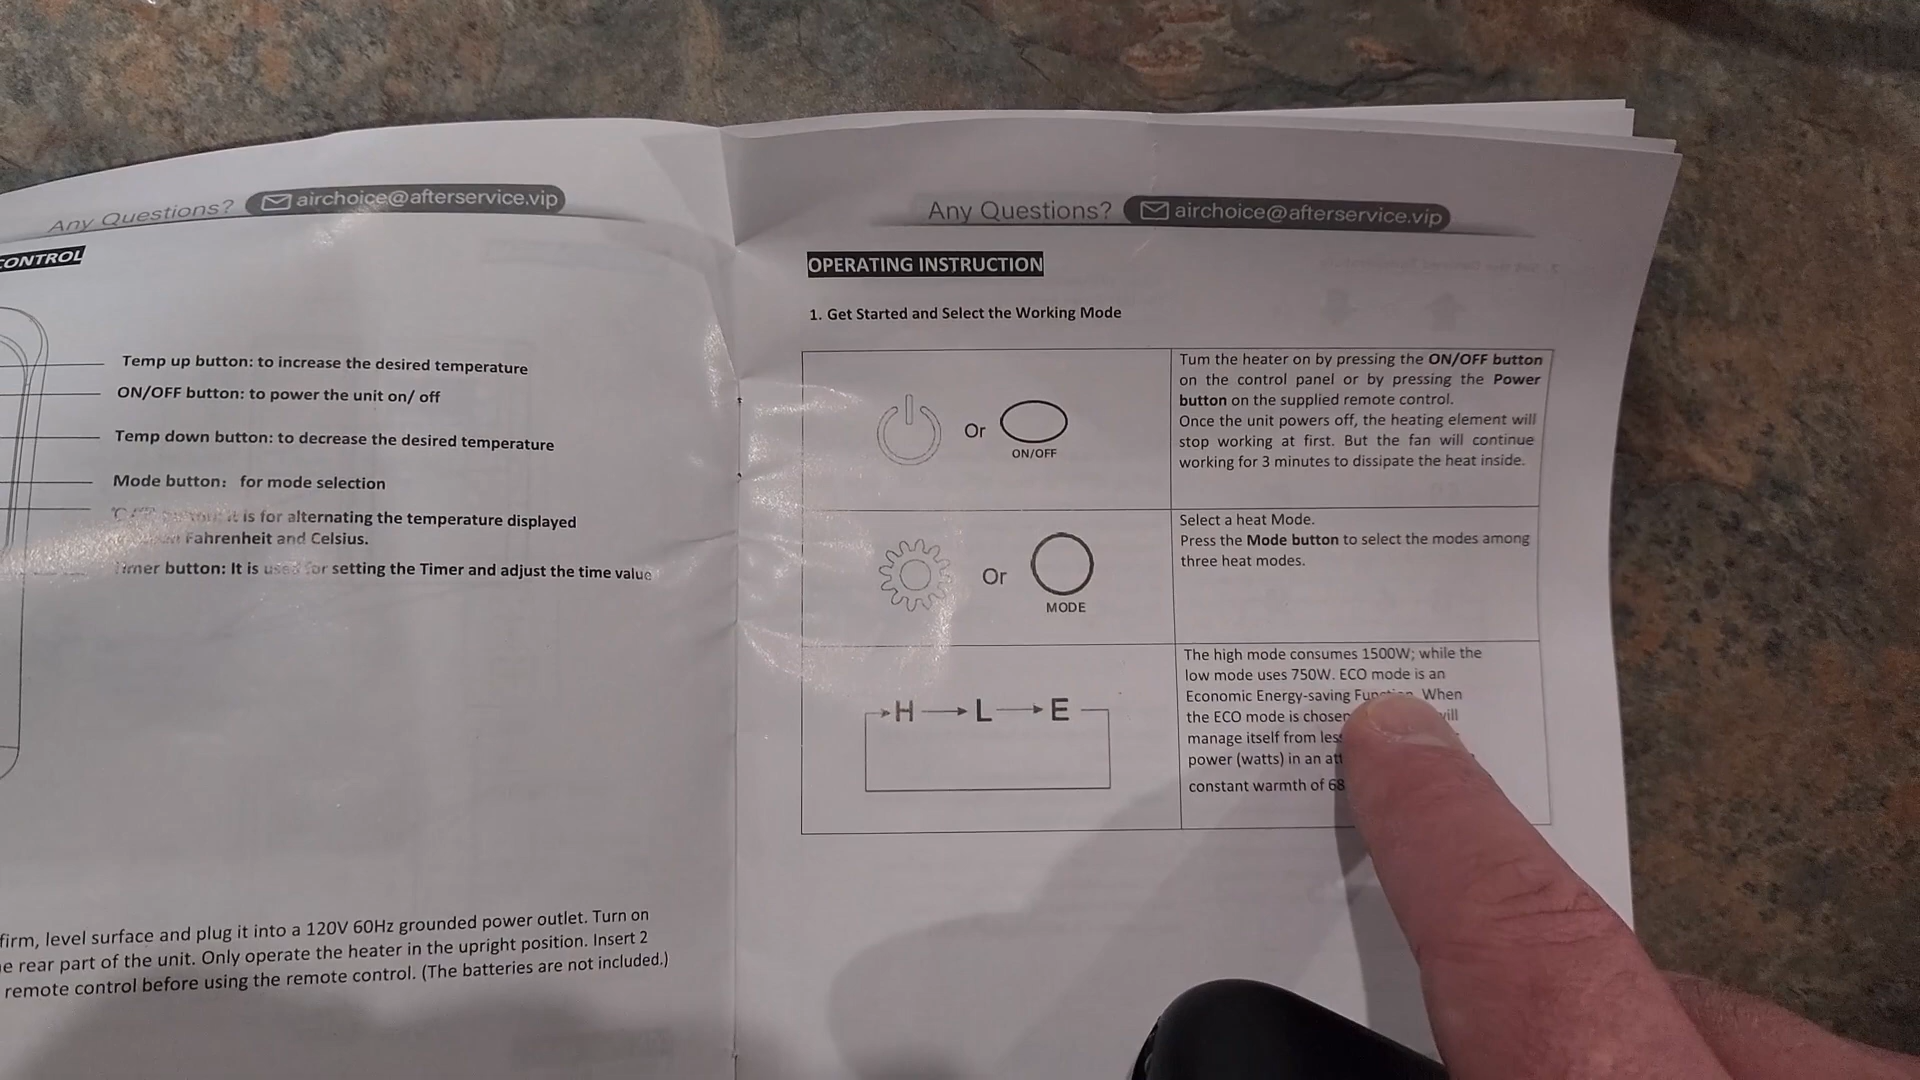 Any Questions? airchoice@afterservice.vip
CONTROL
Temp up button: to increase the desired temperature
ON/OFF button: to power the unit on/ off
Temp down button: to decrease the desired temperature
Mode button: for mode selection
it is for alternating the temperature displayed
Fahrenheit and Celsius.
Timer button: It is used for setting the Timer and adjust the time value
firm, level surface and plug it into a 120V 60Hz grounded power outlet. Turn on
rear part of the unit. Only operate the heater in the upright position. Insert 2
remote control before using the remote control. (The batteries are not included.)
Any Questions? airchoice@afterservice.vip
OPERATING INSTRUCTION
1. Get Started and Select the Working Mode
Or
ON/OFF
Tum the heater on by pressing the ON/OFF button
on the control panel or by pressing the Power
button on the supplied remote control.
Once the unit powers off, the heating element will
stop working at first. But the fan will continue
working for 3 minutes to dissipate the heat inside.
Or
MODE
Select a heat Mode.
Press the Mode button to select the modes among
three heat modes.
H L E
The high mode consumes 1500W; while the
low mode uses 750W. ECO mode is an
Economic Energy-saving Function. When
the ECO mode is chosen will
manage itself from
power (watts) in an
constant warmth of 68